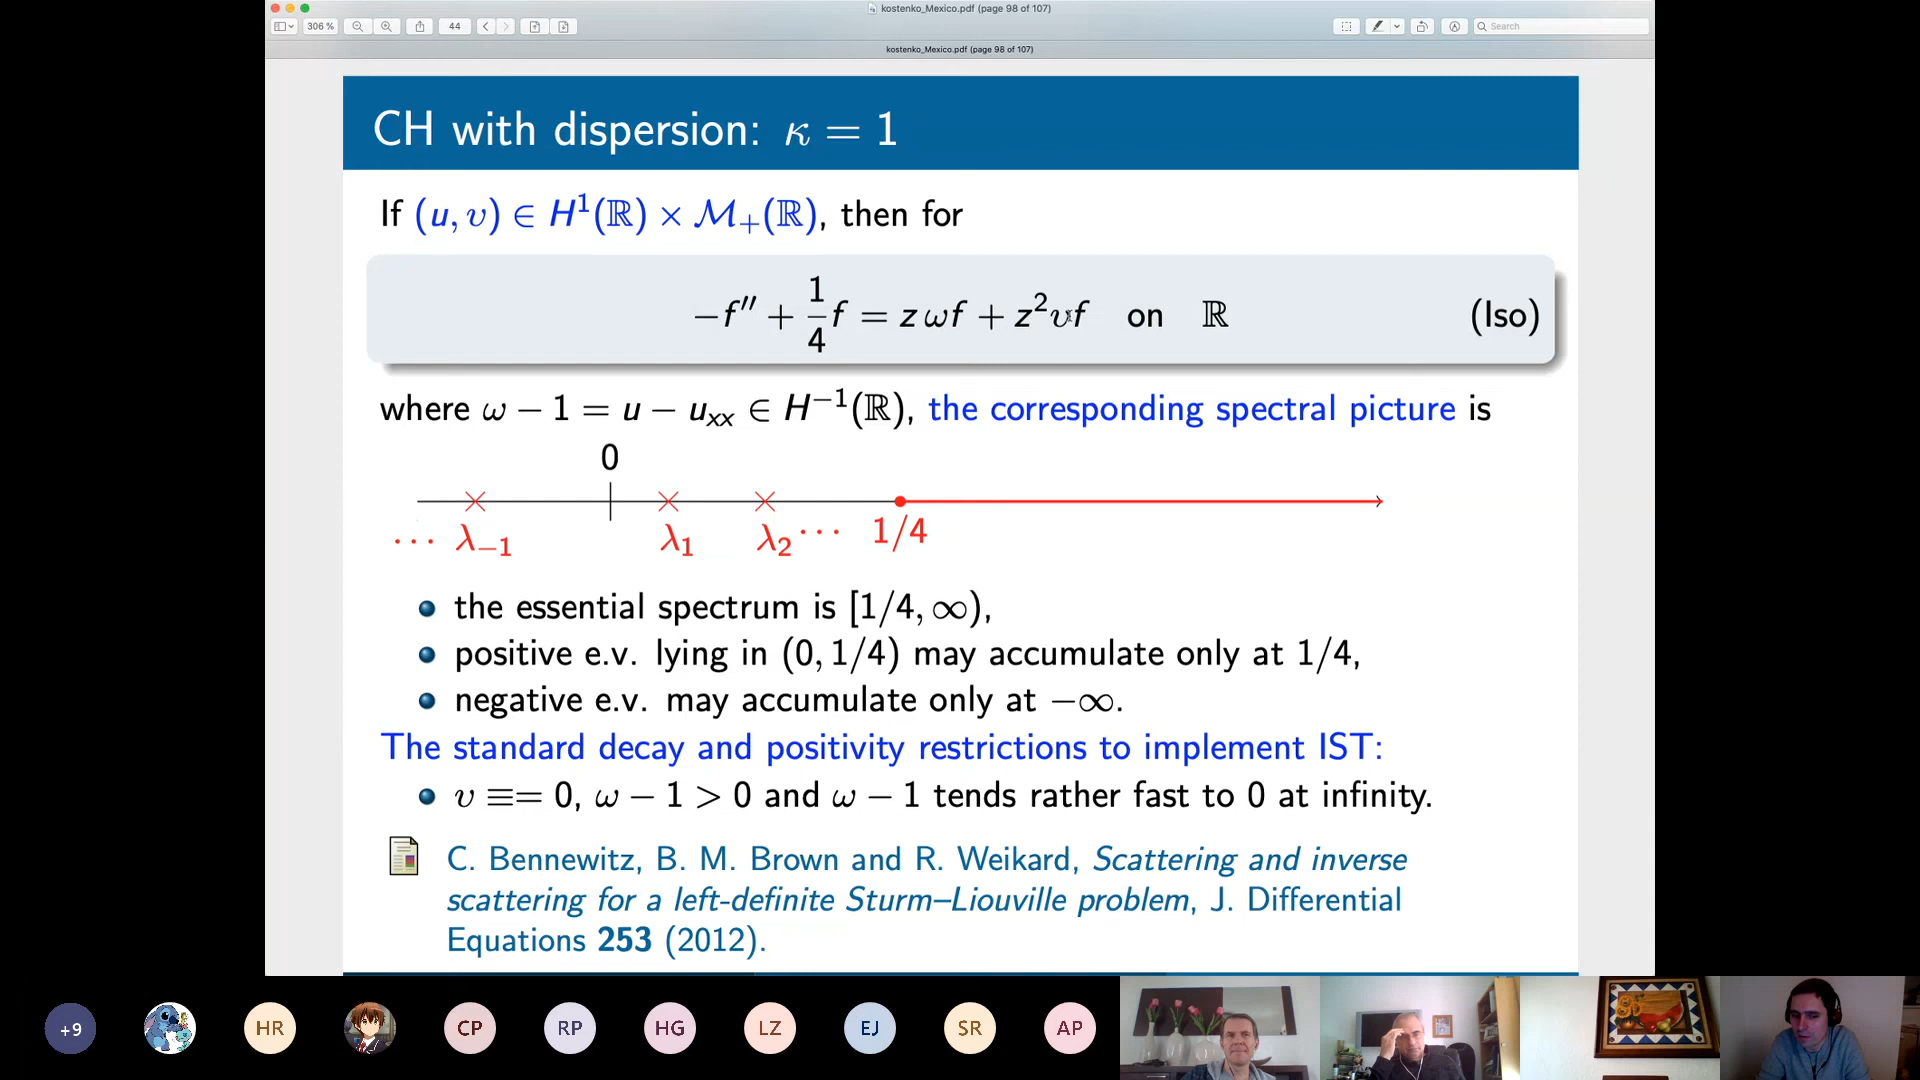 kostenko_Mexico.pdf (page 98 of 107)
306 %
44
Search
kostenko_Mexico.pdf (page 98 of 107)
CH with dispersion: κ = 1
If (u, υ) ∈ H¹(ℝ) × ℳ₊(ℝ), then for
−f″ + 1/4 f = z ωf + z²υf on ℝ (Iso)
where ω − 1 = u − uₓₓ ∈ H⁻¹(ℝ), the corresponding spectral picture is
0
⋯ λ₋₁ λ₁ λ₂ ⋯ 1/4
the essential spectrum is [1/4, ∞),
positive e.v. lying in (0, 1/4) may accumulate only at 1/4,
negative e.v. may accumulate only at −∞.
The standard decay and positivity restrictions to implement IST:
υ ≡= 0, ω − 1 > 0 and ω − 1 tends rather fast to 0 at infinity.
C. Bennewitz, B. M. Brown and R. Weikard, Scattering and inverse
scattering for a left-definite Sturm–Liouville problem, J. Differential
Equations 253 (2012).
+9 HR CP RP HG LZ EJ SR AP